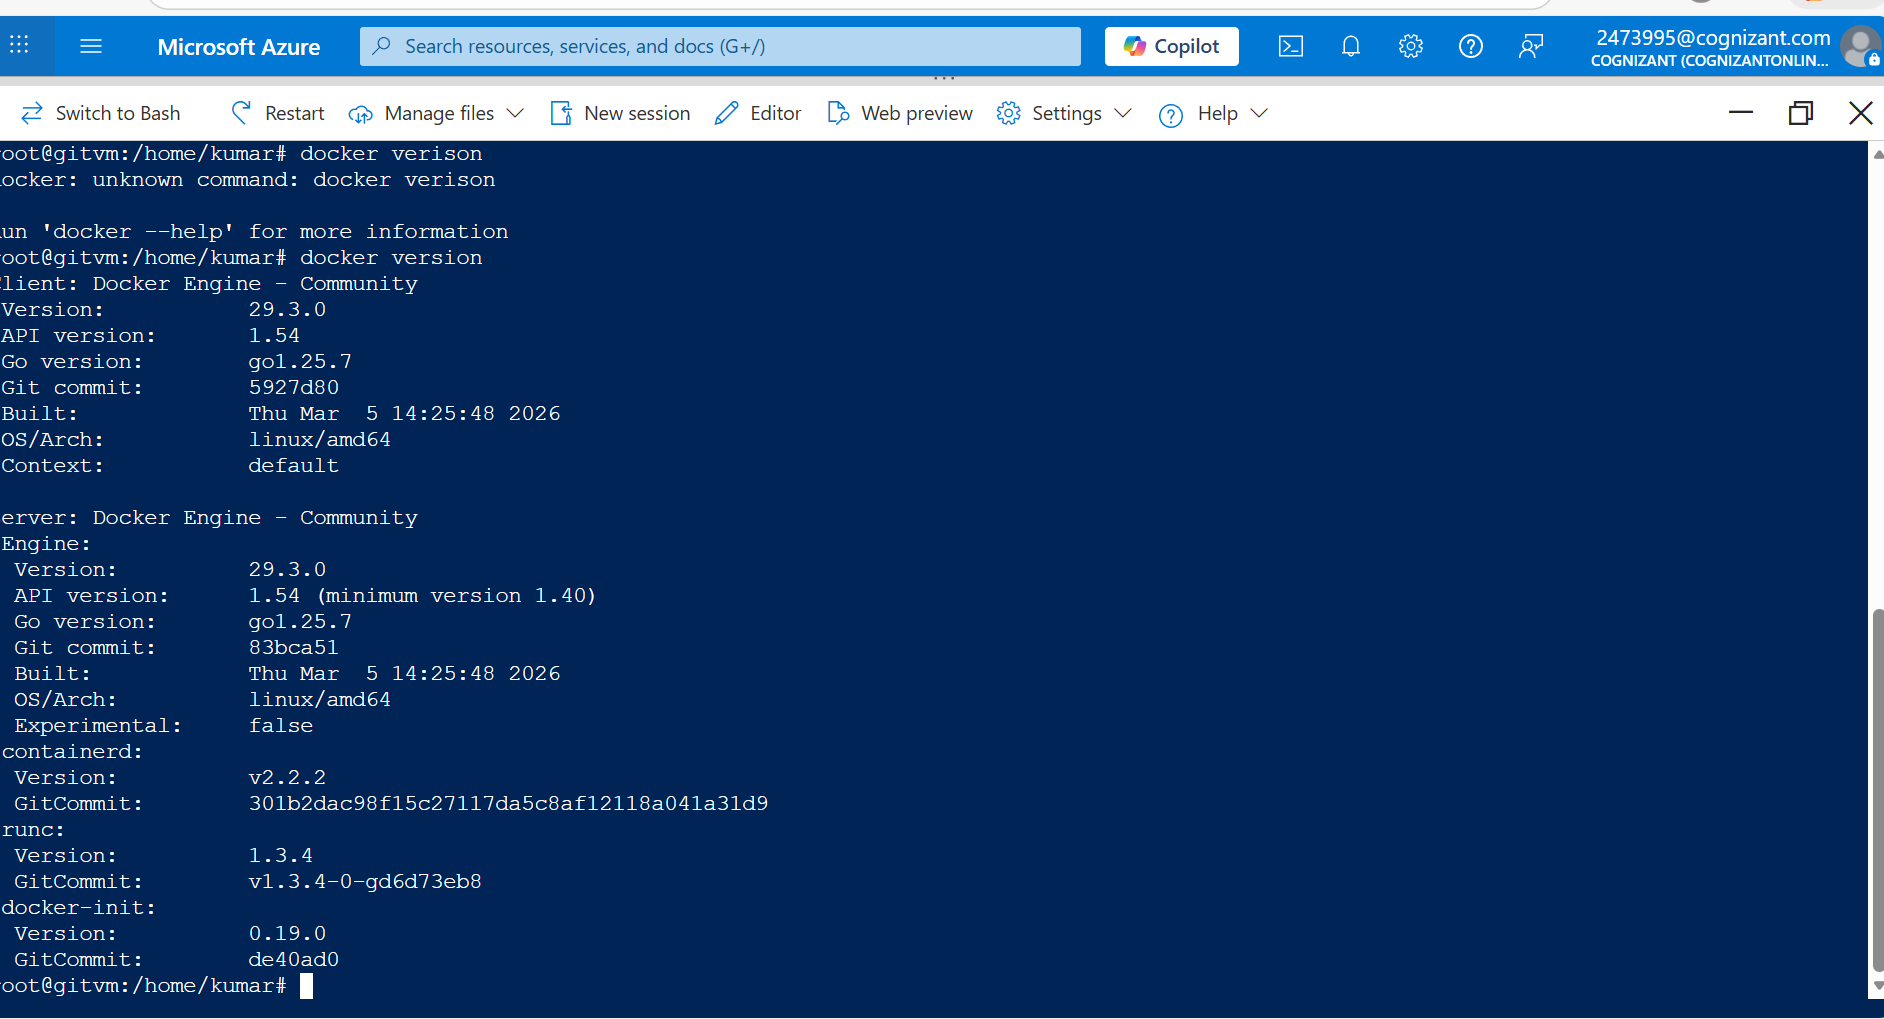 Microsoft Azure
Search resources, services, and docs (G+/)
Copilot
2473995@cognizant.com
COGNIZANT (COGNIZANTONLIN...
Switch to Bash
Restart
Manage files
New session
Editor
Web preview
Settings
Help
oot@gitvm:/home/kumar# docker verison
ocker: unknown command: docker verison
un 'docker --help' for more information
oot@gitvm:/home/kumar# docker version
lient: Docker Engine - Community
Version: 29.3.0
API version: 1.54
Go version: go1.25.7
Git commit: 5927d80
Built: Thu Mar  5 14:25:48 2026
OS/Arch: linux/amd64
Context: default
erver: Docker Engine - Community
Engine:
Version: 29.3.0
API version: 1.54 (minimum version 1.40)
Go version: go1.25.7
Git commit: 83bca51
Built: Thu Mar  5 14:25:48 2026
OS/Arch: linux/amd64
Experimental: false
containerd:
Version: v2.2.2
GitCommit: 301b2dac98f15c27117da5c8af12118a041a31d9
runc:
Version: 1.3.4
GitCommit: v1.3.4-0-gd6d73eb8
docker-init:
Version: 0.19.0
GitCommit: de40ad0
oot@gitvm:/home/kumar#